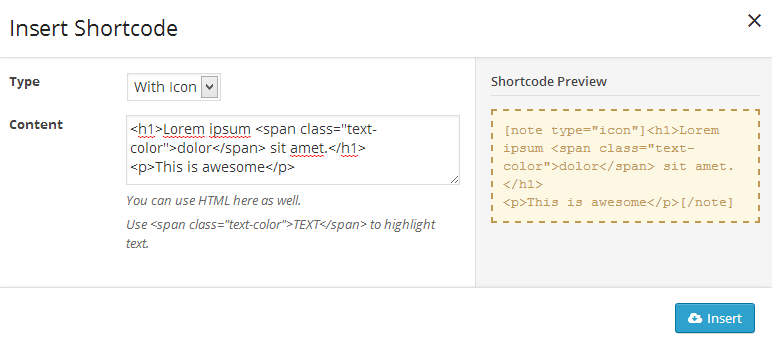 Insert Shortcode
Type
With Icon
Content
<h1>Lorem ipsum <span class="text-
color">dolor</span> sit amet.</h1>
<p>This is awesome</p>
You can use HTML here as well.
Use <span class="text-color">TEXT</span> to highlight
text.
Shortcode Preview
[note type="icon"]<h1>Lorem
ipsum <span class="text-
color">dolor</span> sit amet.
</h1>
<p>This is awesome</p>[/note]
Insert